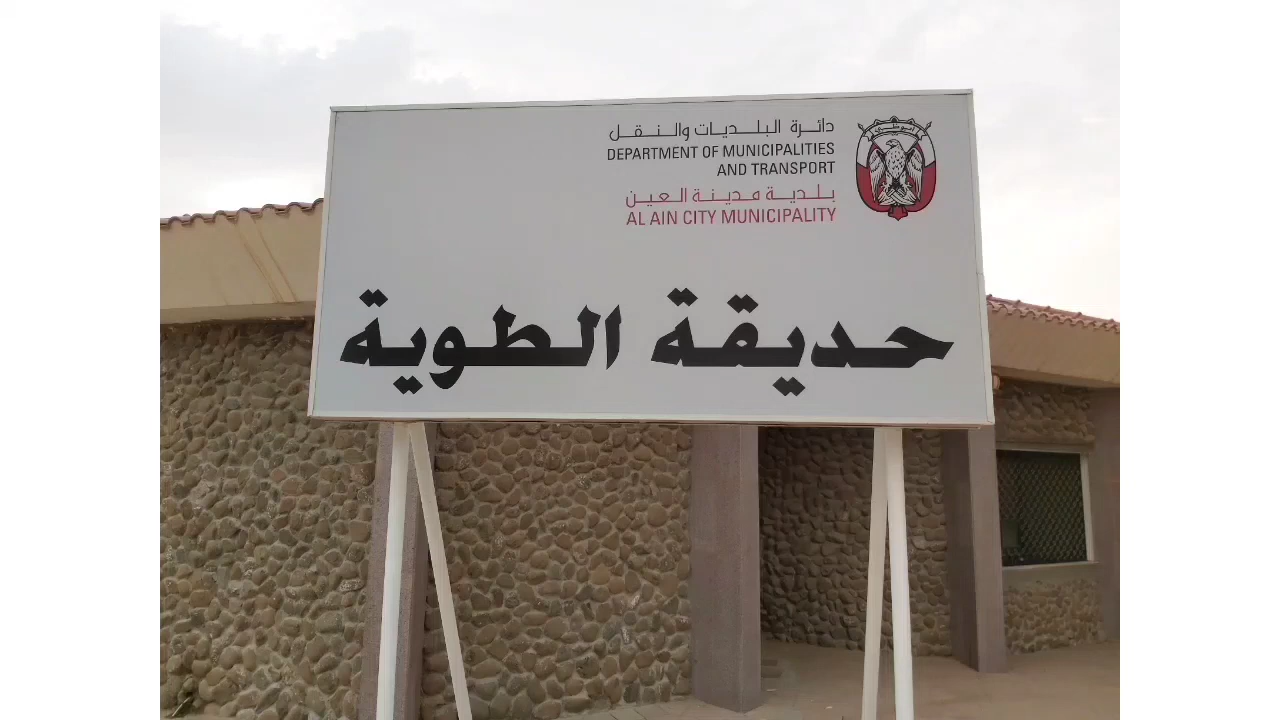 دائرة البلديات والنقل
DEPARTMENT OF MUNICIPALITIES
AND TRANSPORT
بلدية مدينة العين
AL AIN CITY MUNICIPALITY
حديقة الطوية